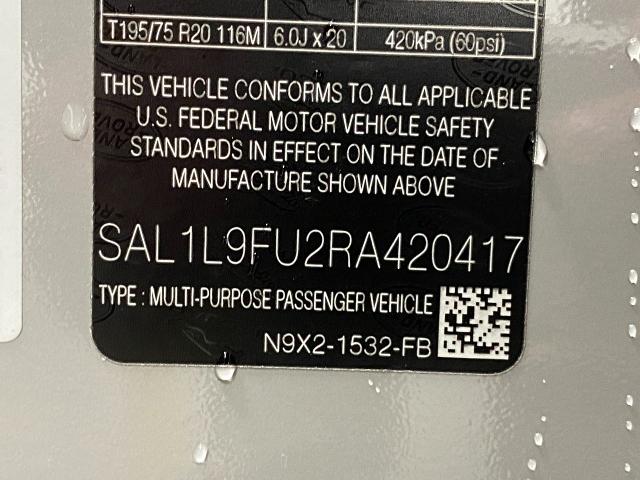 T195/75 R20 116M 6.0J x 20 420kPa (60psi)
THIS VEHICLE CONFORMS TO ALL APPLICABLE
U.S. FEDERAL MOTOR VEHICLE SAFETY
STANDARDS IN EFFECT ON THE DATE OF
MANUFACTURE SHOWN ABOVE
SAL1L9FU2RA420417
TYPE : MULTI-PURPOSE PASSENGER VEHICLE
N9X2-1532-FB